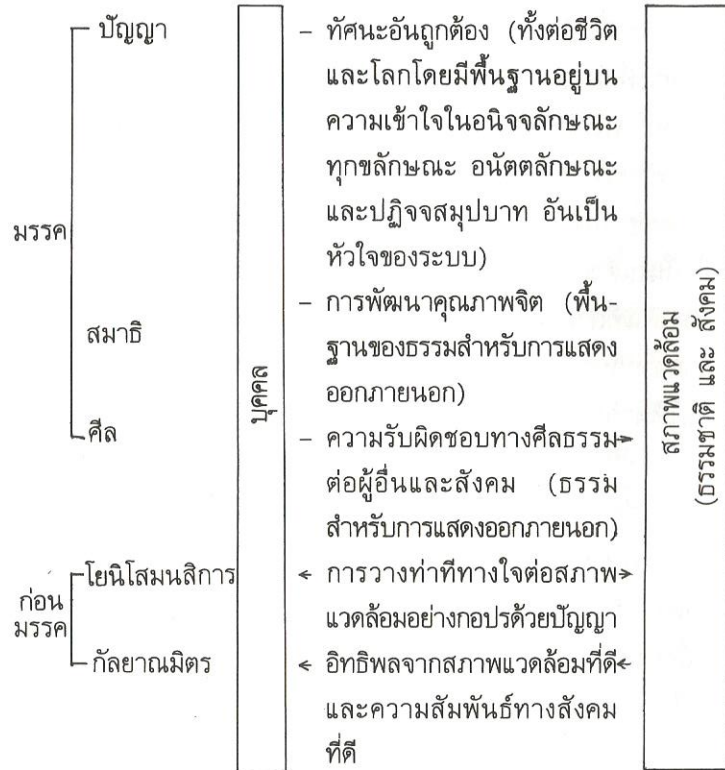 ปัญญา – ทัศนะอันถูกต้อง (ทั้งต่อชีวิต
และโลกโดยมีพื้นฐานอยู่บน
ความเข้าใจในอนิจจลักษณะ
ทุกขลักษณะ อนัตตลักษณะ
และปฏิจจสมุปบาท อันเป็น
มรรค
หัวใจของระบบ)
– การพัฒนาคุณภาพจิต (พื้น-
สมาธิ
ฐานของธรรมสำหรับการแสดง
ออกภายนอก)
บุคคล
ศีล – ความรับผิดชอบทางศีลธรรม→
ต่อผู้อื่นและสังคม (ธรรม
สำหรับการแสดงออกภายนอก)
สภาพแวดล้อม
(ธรรมชาติ และ สังคม)
โยนิโสมนสิการ ← การวางท่าทีทางใจต่อสภาพ→
ก่อน
มรรค
แวดล้อมอย่างกอปรด้วยปัญญา
กัลยาณมิตร ← อิทธิพลจากสภาพแวดล้อมที่ดี←
และความสัมพันธ์ทางสังคม
ที่ดี